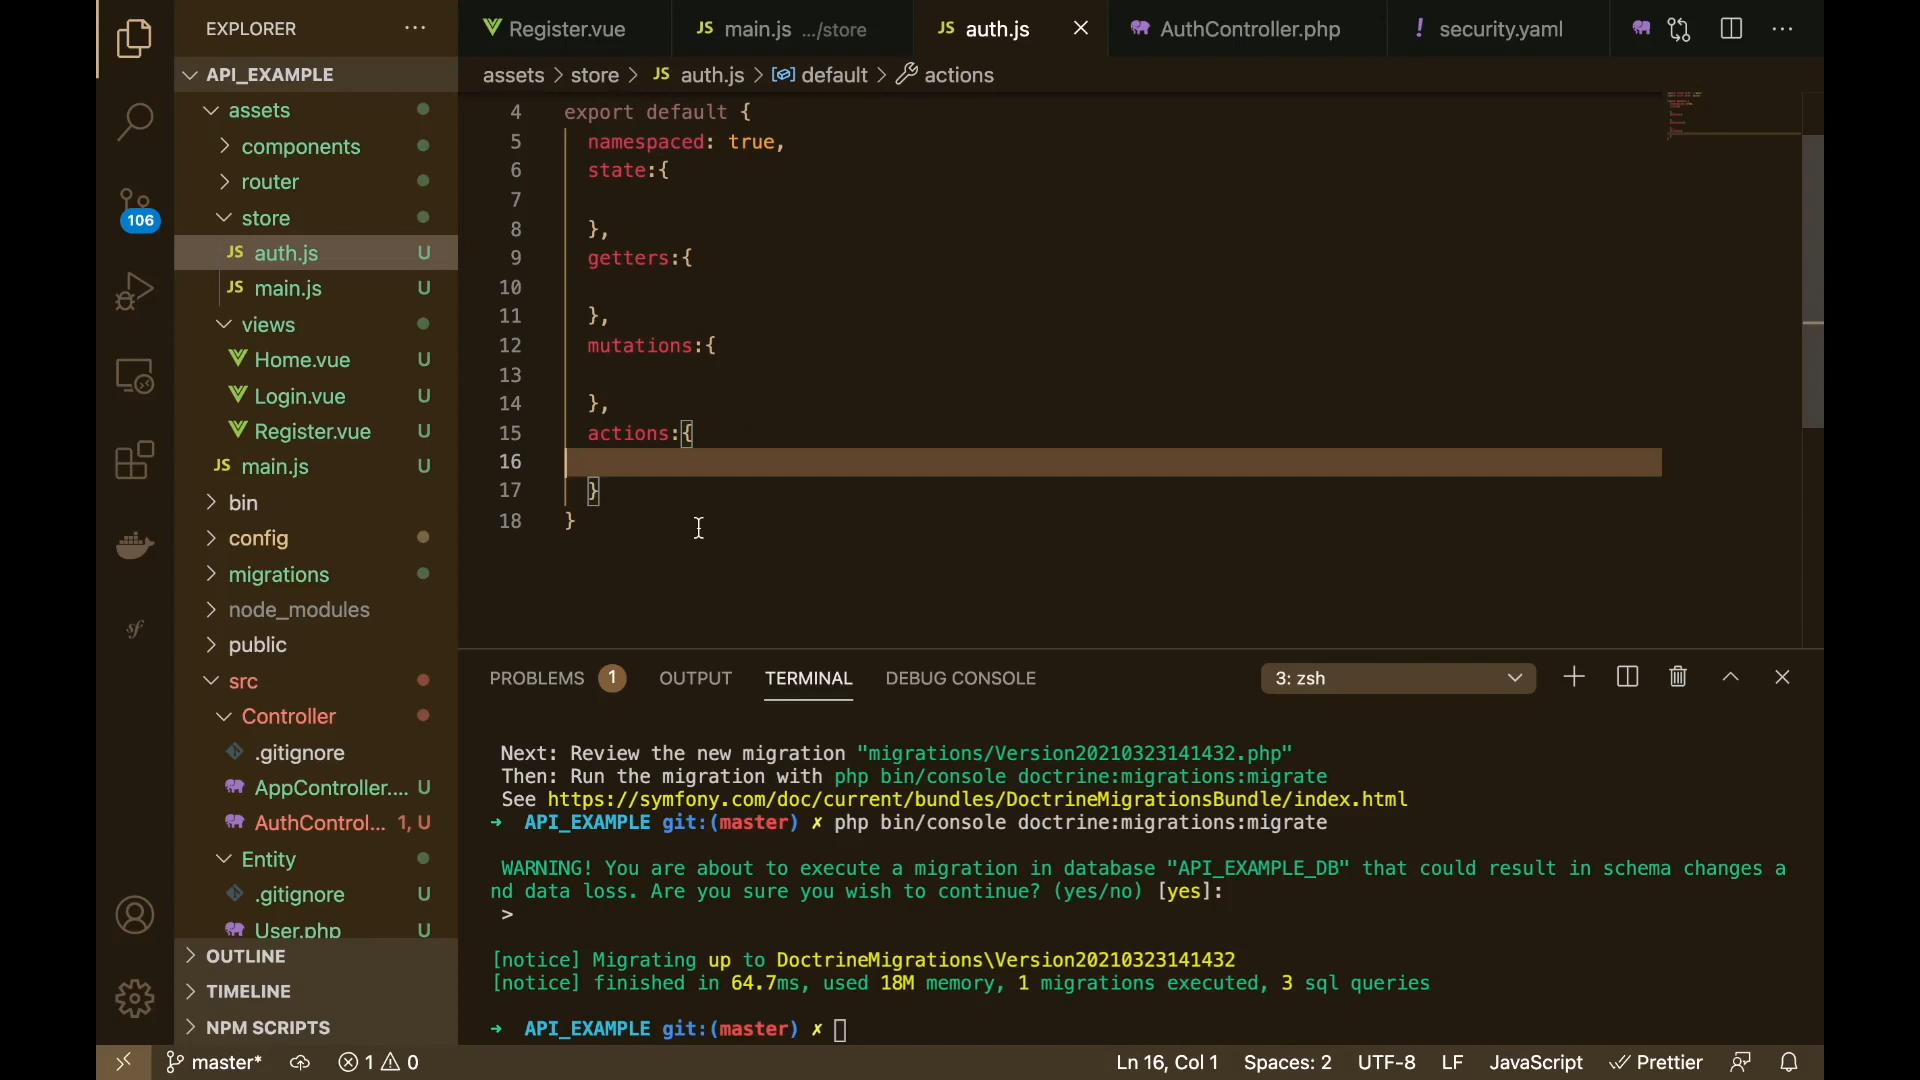 EXPLORER ...
API_EXAMPLE
assets
components
router
store
JS auth.js U
JS main.js U
views
Home.vue U
Login.vue U
Register.vue U
JS main.js U
bin
config
migrations
node_modules
public
src
Controller
.gitignore
AppController.... U
AuthControl... 1, U
Entity
.gitignore U
User.php U
OUTLINE
TIMELINE
NPM SCRIPTS
106
sf
Register.vue JS main.js .../store JS auth.js AuthController.php ! security.yaml ...
assets > store > JS auth.js > default > actions
4 export default {
5 namespaced: true,
6 state:{
7
8 },
9 getters:{
10
11 },
12 mutations:{
13
14 },
15 actions:{
16
17 }
18 }
PROBLEMS 1 OUTPUT TERMINAL DEBUG CONSOLE 3: zsh
Next: Review the new migration "migrations/Version20210323141432.php"
Then: Run the migration with php bin/console doctrine:migrations:migrate
See https://symfony.com/doc/current/bundles/DoctrineMigrationsBundle/index.html
→ API_EXAMPLE git:(master) ✗ php bin/console doctrine:migrations:migrate
WARNING! You are about to execute a migration in database "API_EXAMPLE_DB" that could result in schema changes a
nd data loss. Are you sure you wish to continue? (yes/no) [yes]:
>
[notice] Migrating up to DoctrineMigrations\Version20210323141432
[notice] finished in 64.7ms, used 18M memory, 1 migrations executed, 3 sql queries
→ API_EXAMPLE git:(master) ✗
master* 1 0 Ln 16, Col 1 Spaces: 2 UTF-8 LF JavaScript Prettier